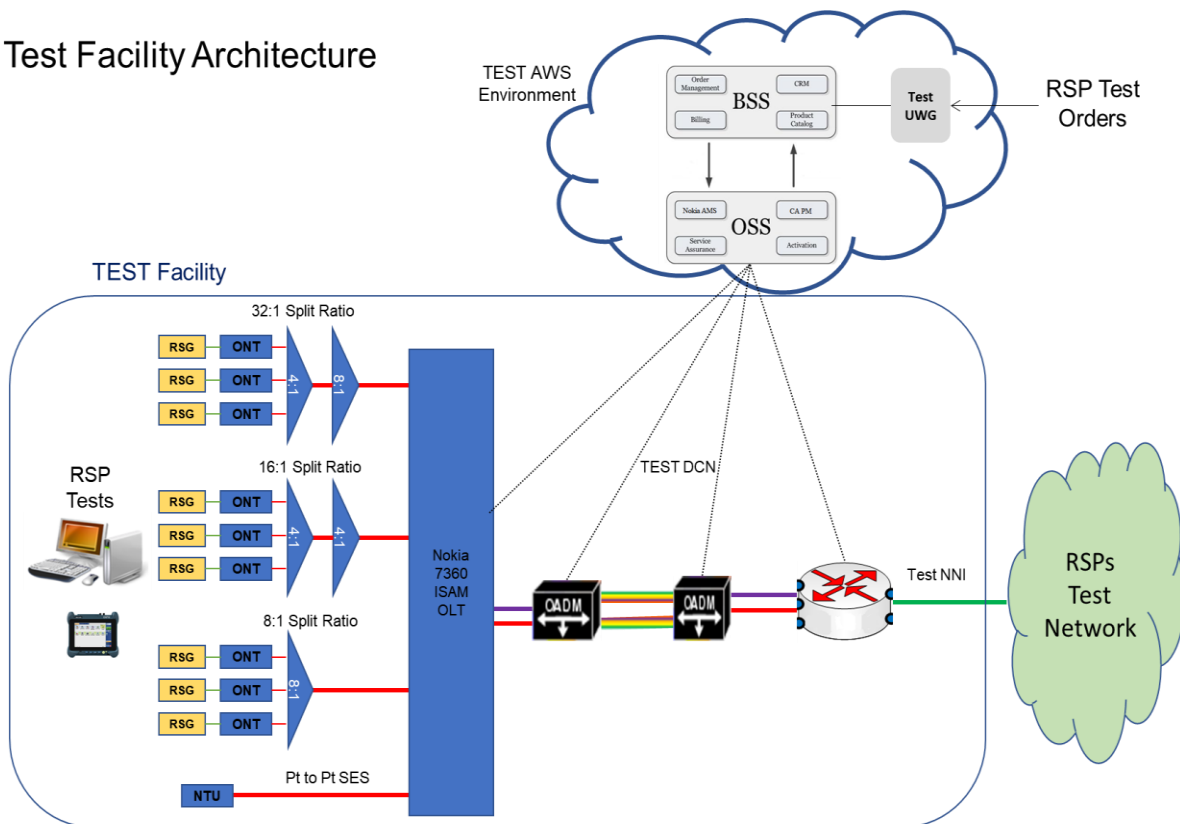 Test Facility Architecture
TEST AWS
Environment
Order
Management
CRM
BSS
Billing
Product
Catalog
Test
UWG
RSP Test
Orders
Nokia AMS
CA PM
OSS
Service
Assurance
Activation
TEST Facility
32:1 Split Ratio
RSG
ONT
RSG
ONT
RSG
ONT
4:1
8:1
16:1 Split Ratio
RSP
Tests
RSG
ONT
RSG
ONT
RSG
ONT
4:1
4:1
8:1 Split Ratio
RSG
ONT
RSG
ONT
RSG
ONT
8:1
Pt to Pt SES
NTU
Nokia
7360
ISAM
OLT
TEST DCN
OADM
OADM
Test NNI
RSPs
Test
Network